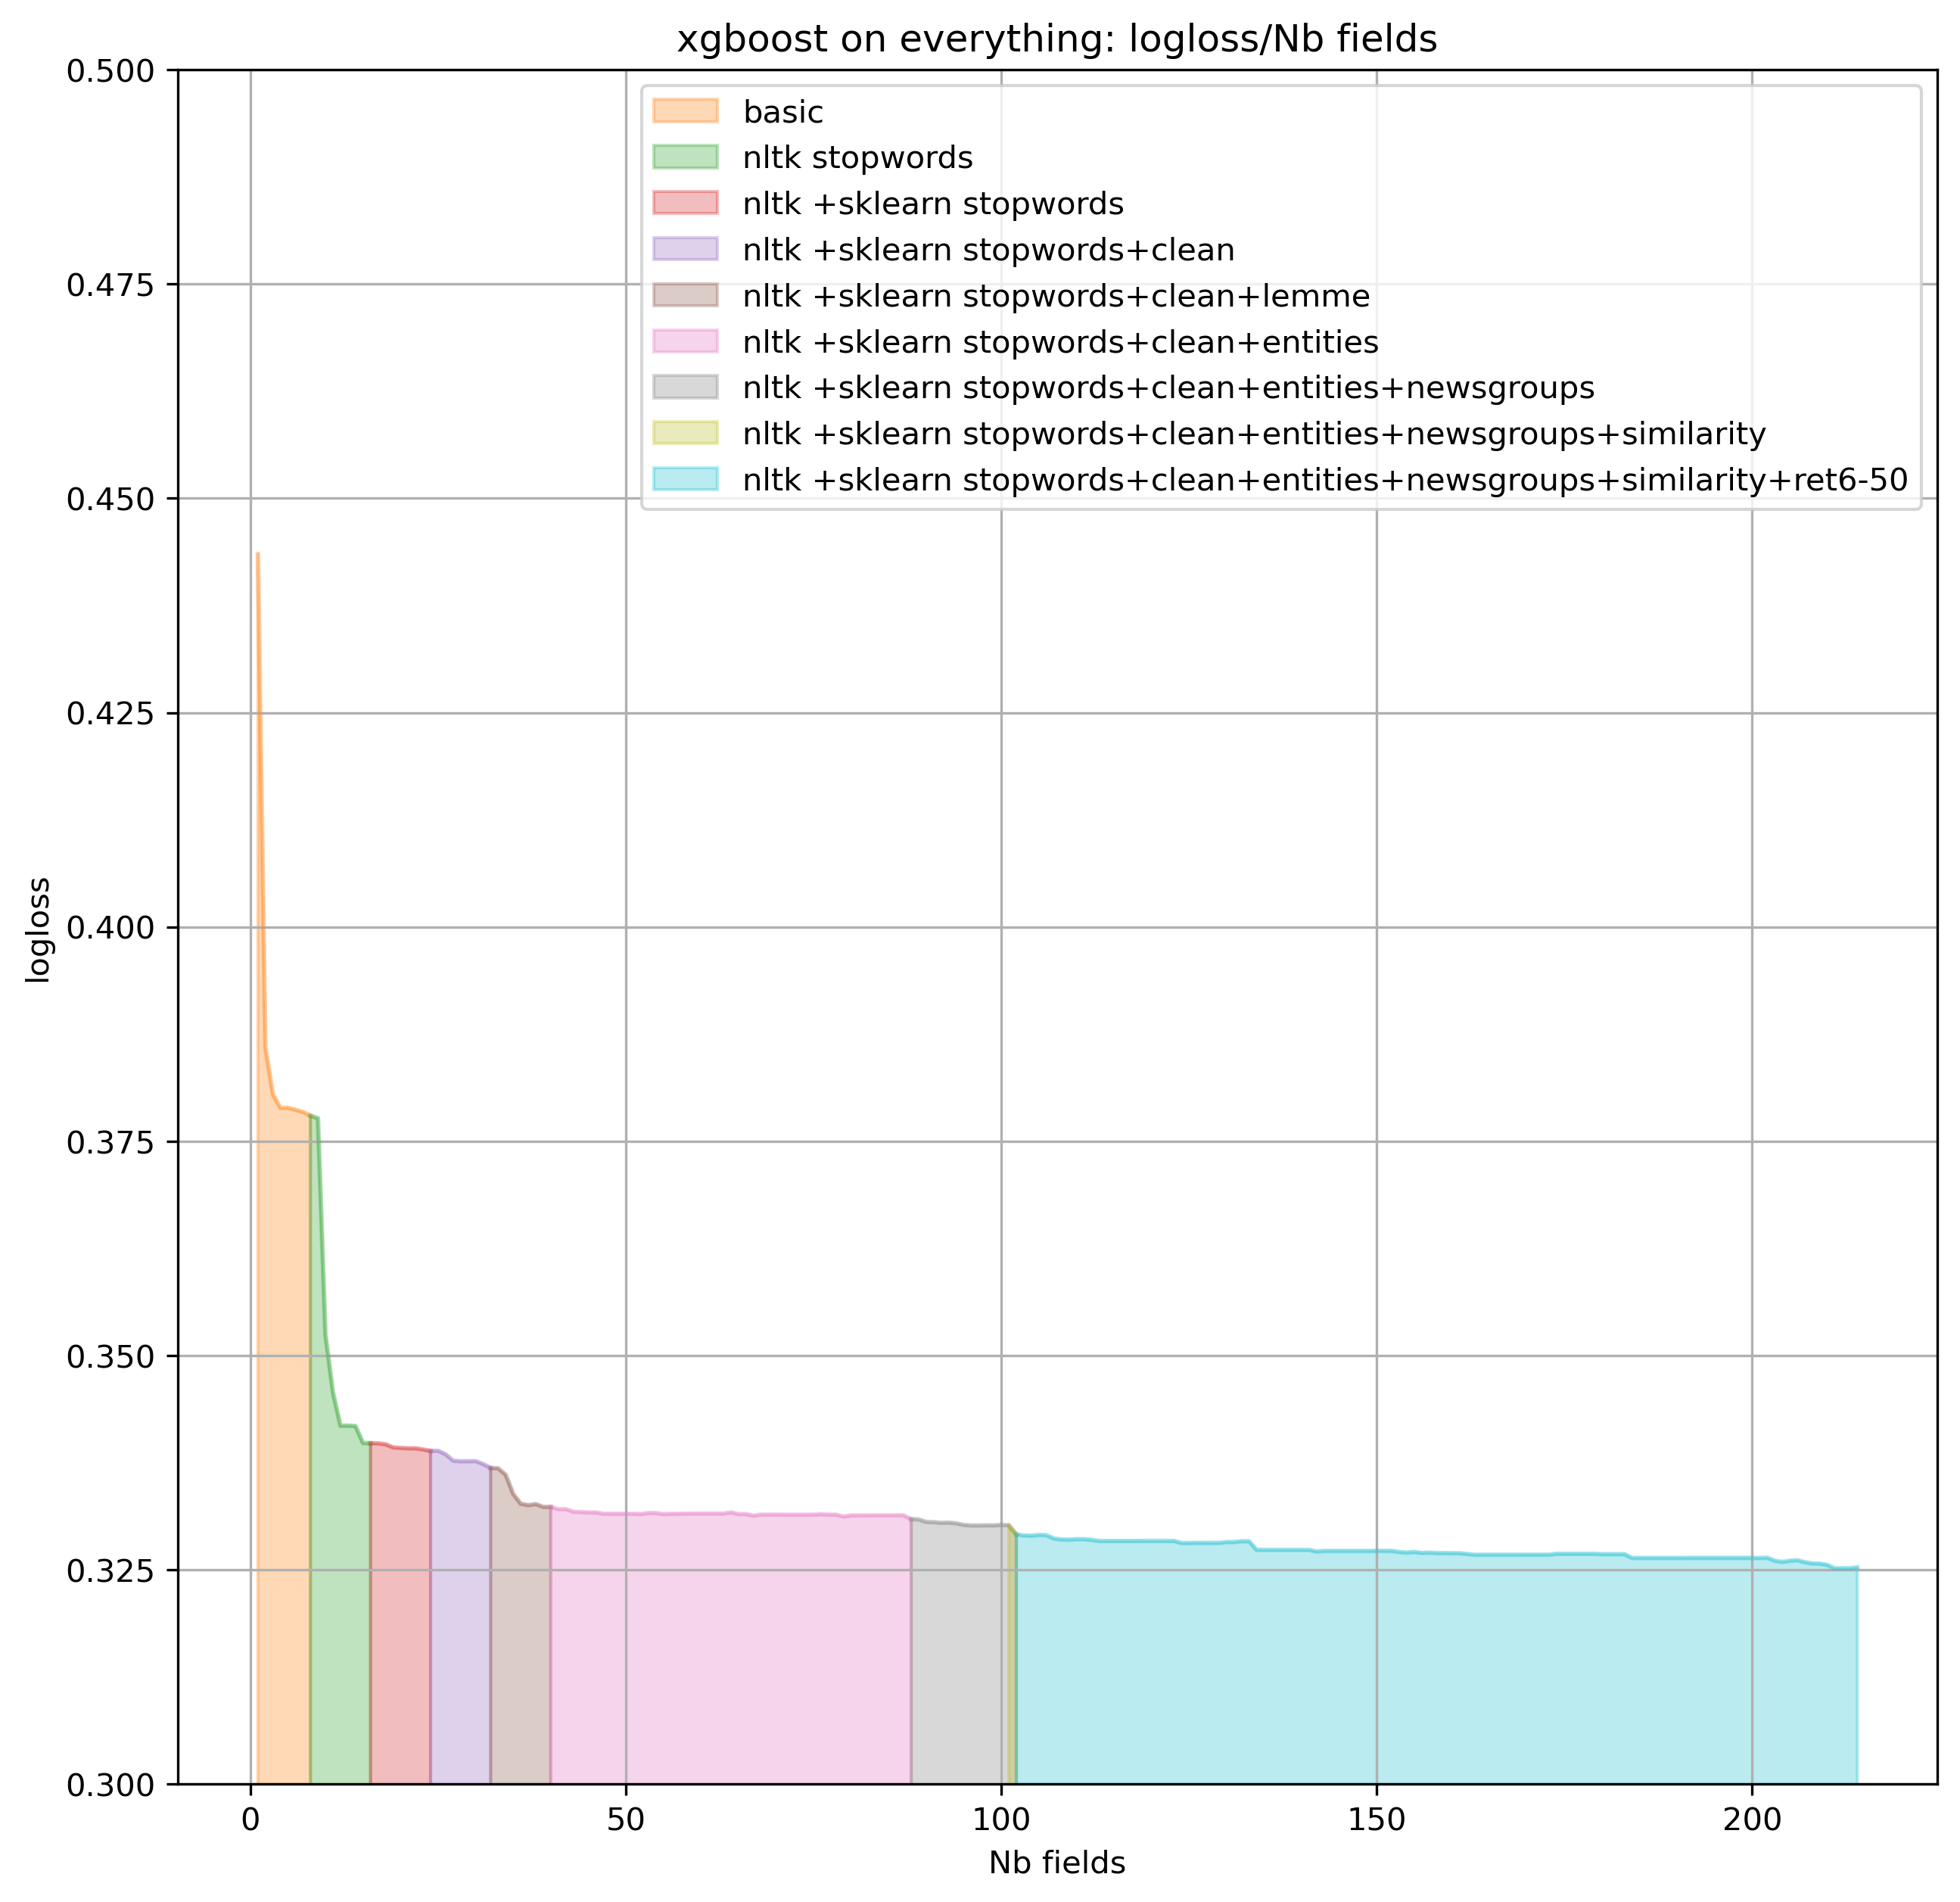 xgboost on everything: logloss/Nb fields
0.500
0.475
0.450
0.425
0.400
0.375
0.350
0.325
0.300
logloss
basic
nltk stopwords
nltk +sklearn stopwords
nltk +sklearn stopwords+clean
nltk +sklearn stopwords+clean+lemme
nltk +sklearn stopwords+clean+entities
nltk +sklearn stopwords+clean+entities+newsgroups
nltk +sklearn stopwords+clean+entities+newsgroups+similarity
nltk +sklearn stopwords+clean+entities+newsgroups+similarity+ret6-50
0 50 100 150 200
Nb fields